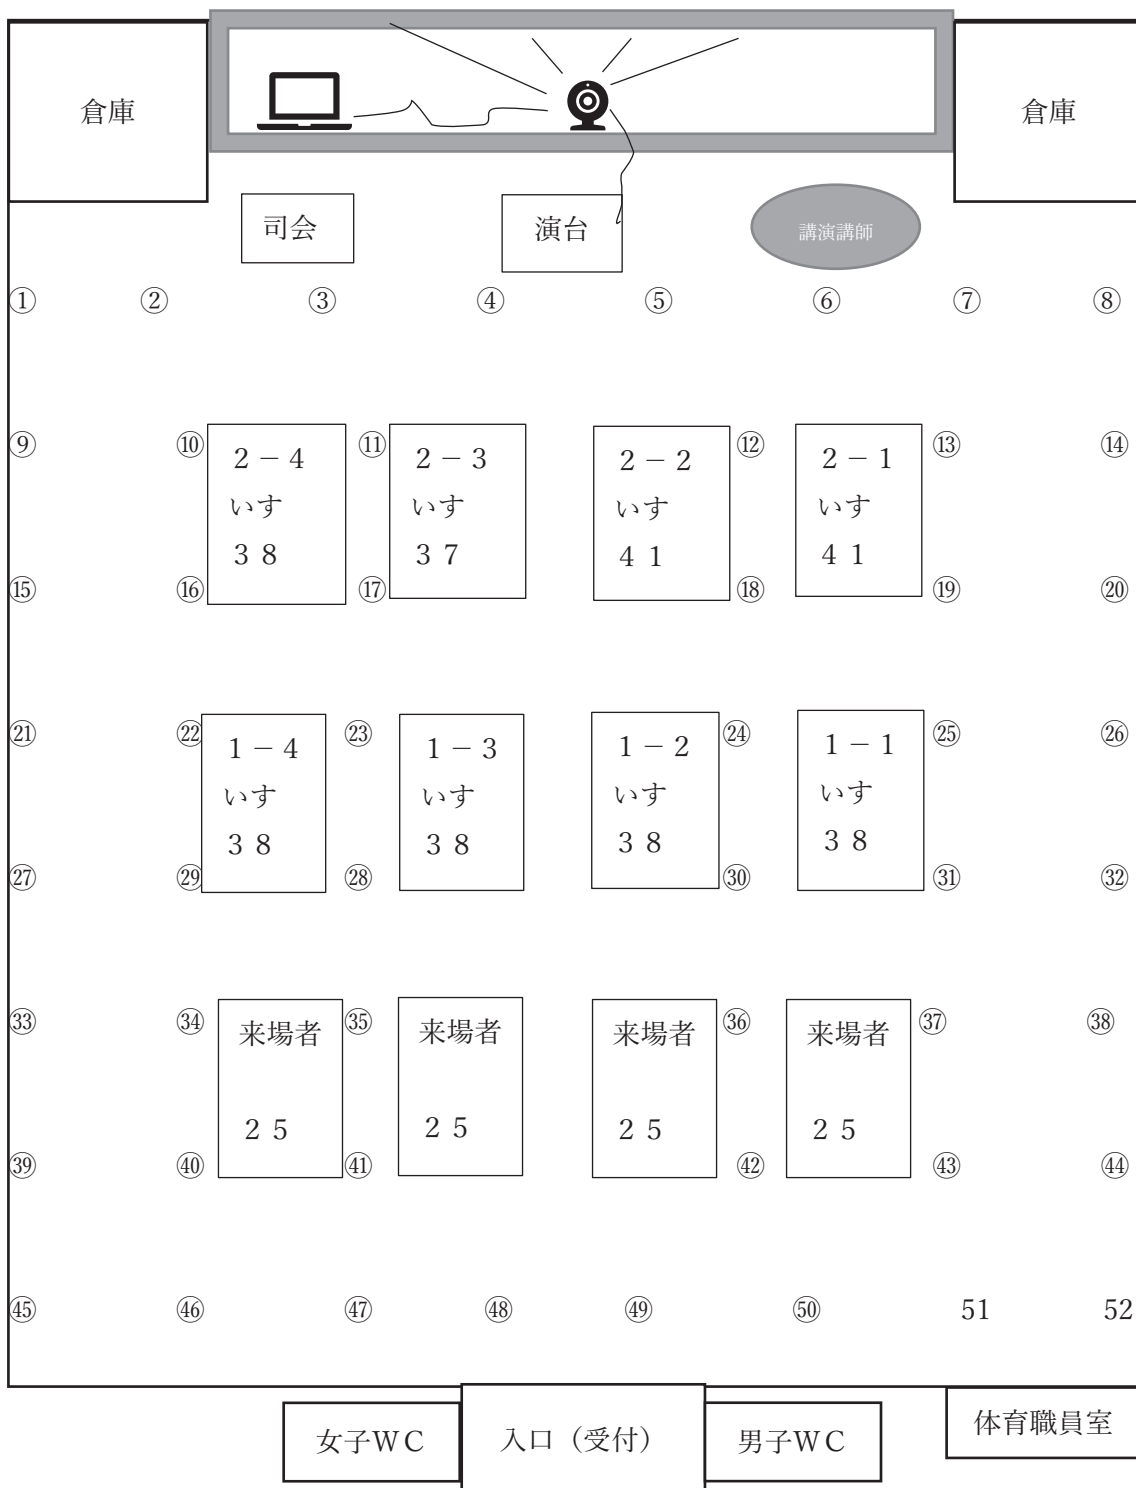 倉庫
倉庫
司会
演台
講演講師
① ② ③ ④ ⑤ ⑥ ⑦ ⑧
⑨ ⑩ ⑪ ⑫ ⑬ ⑭
2－4 2－3 2－2 2－1
いす いす いす いす
38 37 41 41
⑮ ⑯ ⑰ ⑱ ⑲ ⑳
㉑ ㉒ ㉓ ㉔ ㉕ ㉖
1－4 1－3 1－2 1－1
いす いす いす いす
38 38 38 38
㉗ ㉙ ㉘ ㉚ ㉛ ㉜
㉝ ㉞ ㉟ ㊱ ㊲ ㊳
来場者 来場者 来場者 来場者
25 25 25 25
㊴ ㊵ ㊶ ㊷ ㊸ ㊹
㊺ ㊻ ㊼ ㊽ ㊾ ㊿ 51 52
女子WC
入口（受付）
男子WC
体育職員室